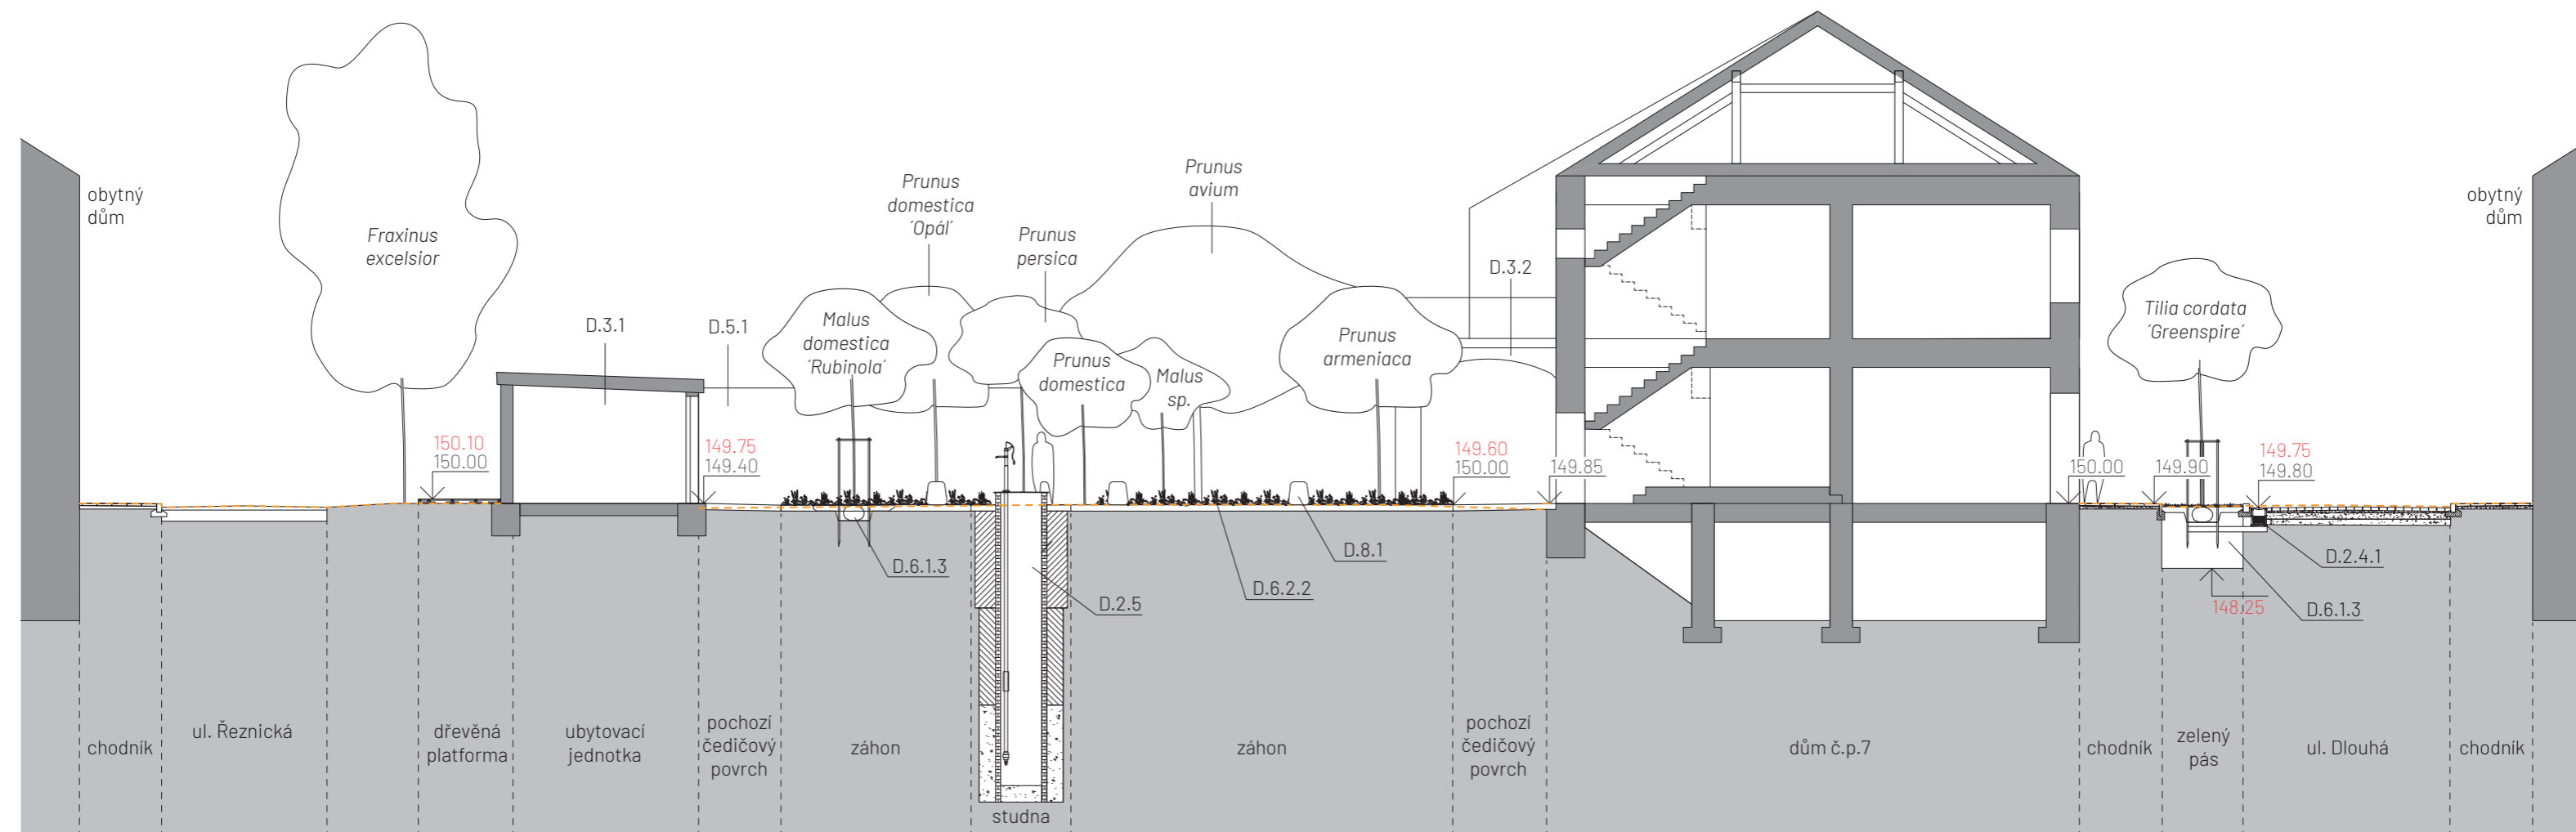 obytný
dům
Fraxinus
excelsior
D.3.1
D.5.1
Malus
domestica
´Rubinola´
Prunus
domestica
´Opál´
Prunus
persica
Prunus
domestica
Malus
sp.
Prunus
avium
Prunus
armeniaca
D.3.2
Tilia cordata
´Greenspire´
obytný
dům
150.10
150.00
149.75
149.40
149.60
150.00
149.85
150.00
149.90
149.75
149.80
D.6.1.3
D.2.5
D.6.2.2
D.8.1
D.2.4.1
148.25
D.6.1.3
chodník
ul. Řeznická
dřevěná
platforma
ubytovací
jednotka
pochozí
čedičový
povrch
záhon
studna
záhon
pochozí
čedičový
povrch
dům č.p.7
chodník
zelený
pás
ul. Dlouhá
chodník